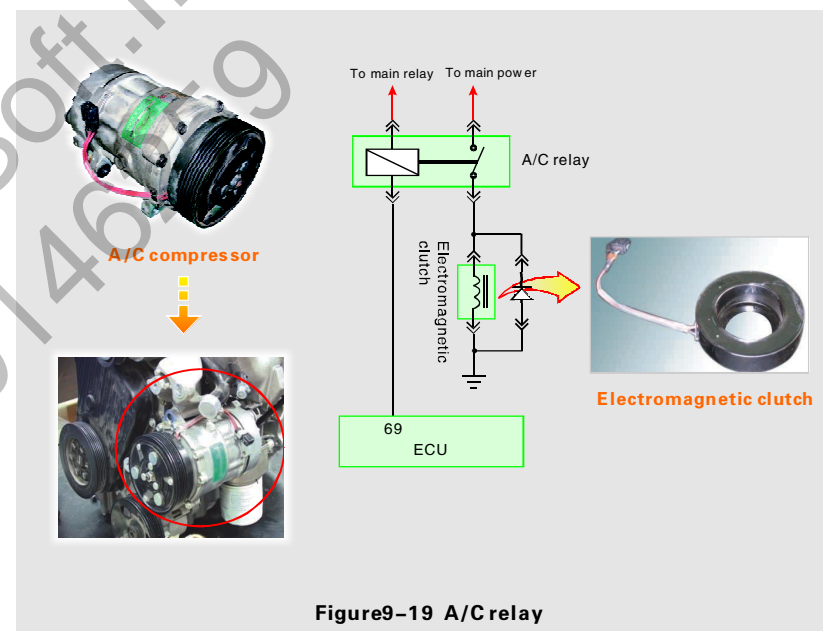 To main relay
To main power
A/C relay
A/C compressor
Electromagnetic
clutch
Electromagnetic clutch
69
ECU
Figure9-19 A/C relay